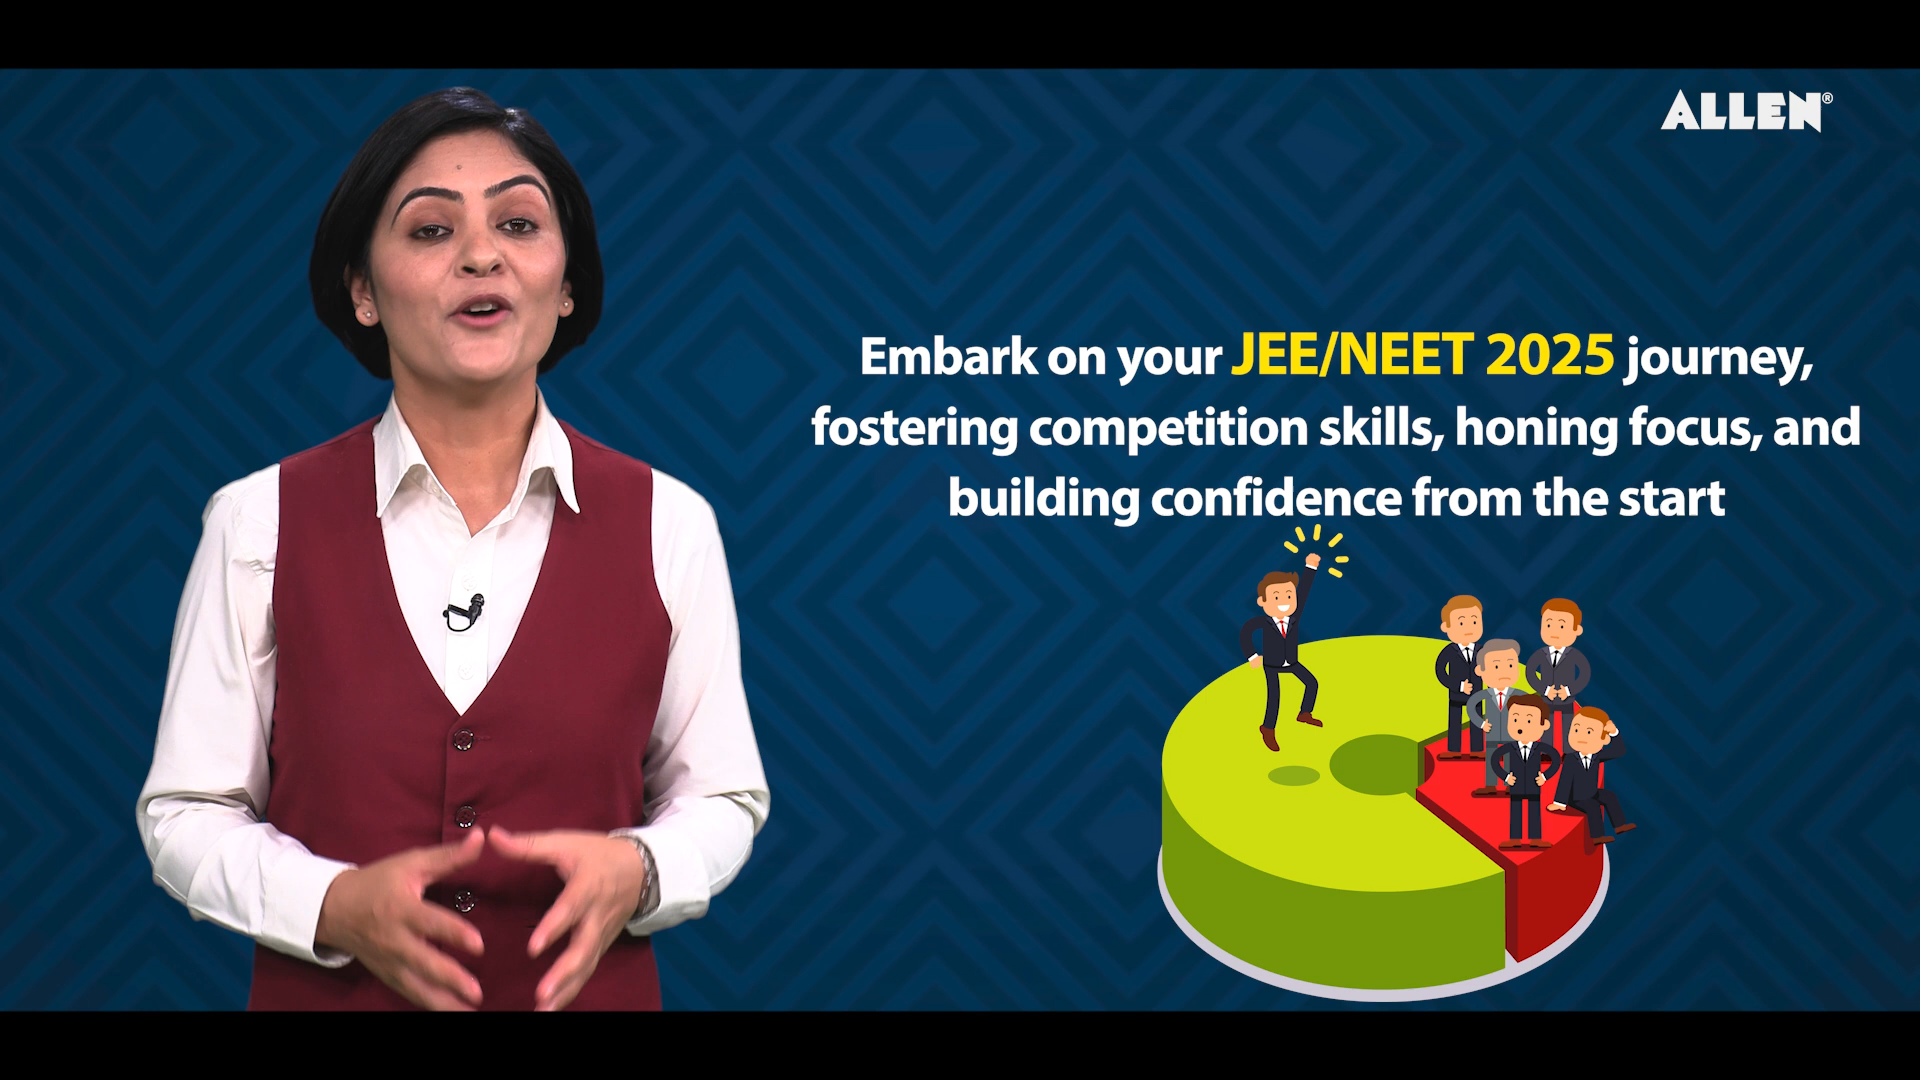 ALLEN®
Embark on your JEE/NEET 2025 journey,
fostering competition skills, honing focus, and
building confidence from the start